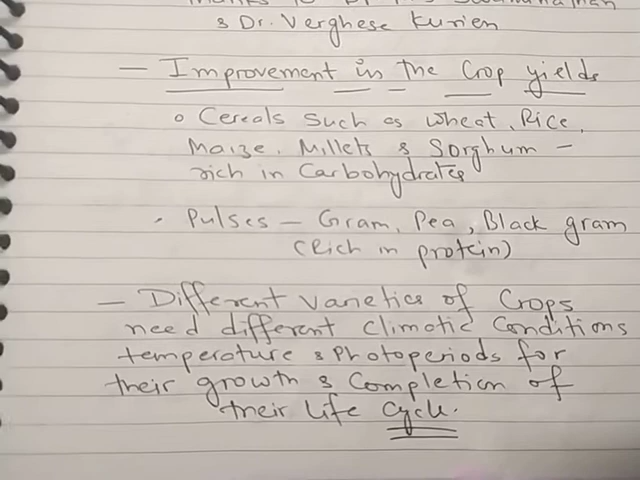 & Dr. Verghese Kurien
- Improvement in the Crop yields
o Cereals such as wheat, Rice,
Maize, Millets & Sorghum -
rich in Carbohydrates
• Pulses - Gram, Pea, Black gram
(Rich in protein)
- Different varieties of Crops
need different climatic Conditions
temperature & Photoperiods for
their growth & Completion of
their life Cycle.